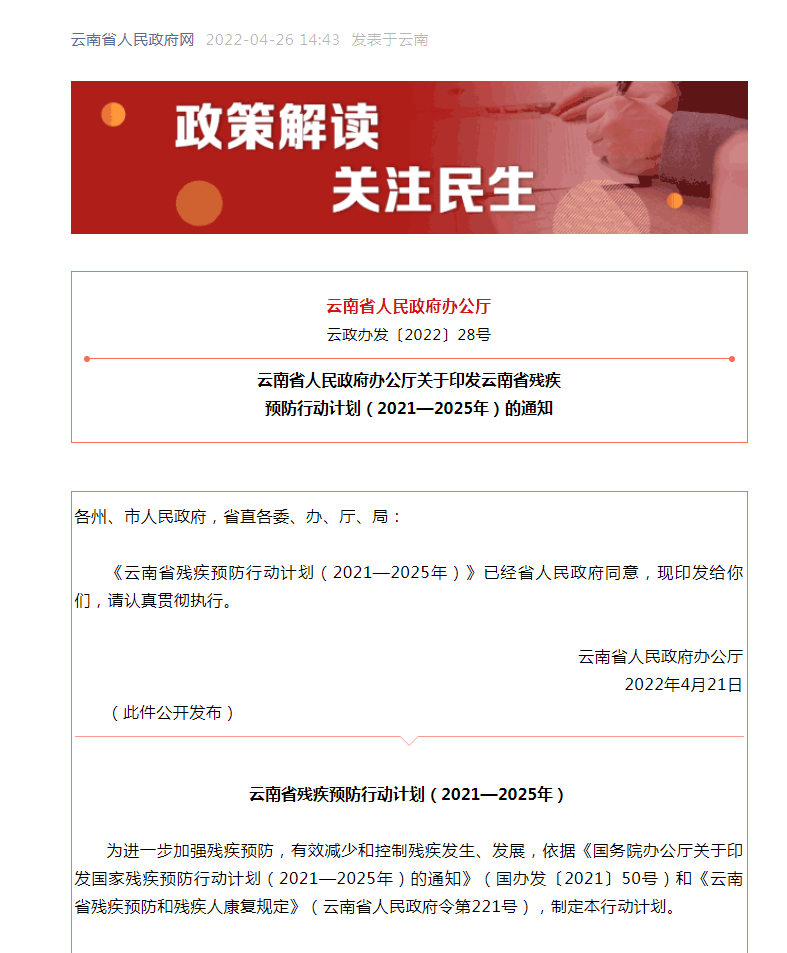 云南省人民政府网 2022-04-26 14:43 发表于云南
政策解读
关注民生
云南省人民政府办公厅
云政办发〔2022〕28号
云南省人民政府办公厅关于印发云南省残疾
预防行动计划（2021—2025年）的通知
各州、市人民政府，省直各委、办、厅、局：
《云南省残疾预防行动计划（2021—2025年）》已经省人民政府同意，现印发给你
们，请认真贯彻执行。
云南省人民政府办公厅
2022年4月21日
（此件公开发布）
云南省残疾预防行动计划（2021—2025年）
为进一步加强残疾预防，有效减少和控制残疾发生、发展，依据《国务院办公厅关于印
发国家残疾预防行动计划（2021—2025年）的通知》（国办发〔2021〕50号）和《云南
省残疾预防和残疾人康复规定》（云南省人民政府令第221号），制定本行动计划。